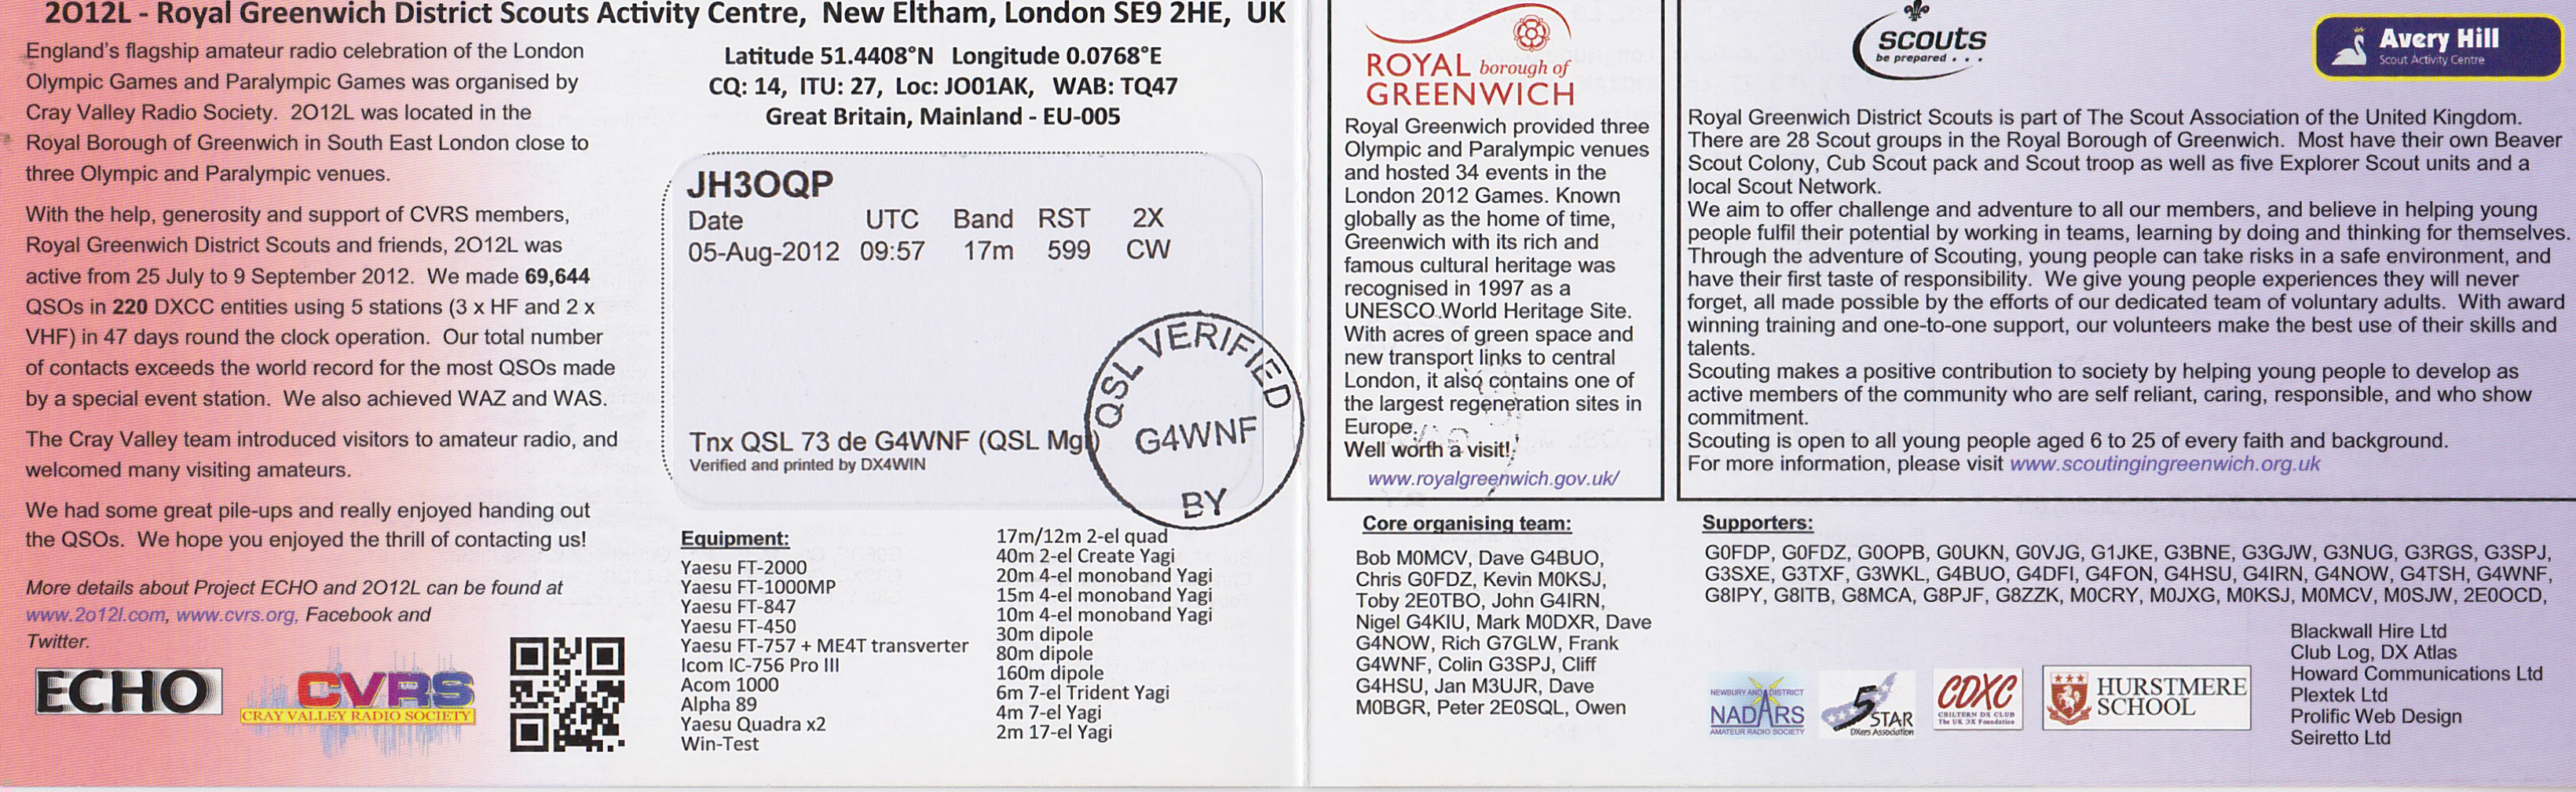 2O12L - Royal Greenwich District Scouts Activity Centre, New Eltham, London SE9 2HE, UK
England's flagship amateur radio celebration of the London
Olympic Games and Paralympic Games was organised by
Cray Valley Radio Society. 2O12L was located in the
Royal Borough of Greenwich in South East London close to
three Olympic and Paralympic venues.
With the help, generosity and support of CVRS members,
Royal Greenwich District Scouts and friends, 2O12L was
active from 25 July to 9 September 2012. We made 69,644
QSOs in 220 DXCC entities using 5 stations (3 x HF and 2 x
VHF) in 47 days round the clock operation. Our total number
of contacts exceeds the world record for the most QSOs made
by a special event station. We also achieved WAZ and WAS.
The Cray Valley team introduced visitors to amateur radio, and
welcomed many visiting amateurs.
We had some great pile-ups and really enjoyed handing out
the QSOs. We hope you enjoyed the thrill of contacting us!
More details about Project ECHO and 2O12L can be found at
www.2o12l.com, www.cvrs.org, Facebook and
Twitter.
ECHO
CVRS
CRAY VALLEY RADIO SOCIETY
Latitude 51.4408°N Longitude 0.0768°E
CQ: 14, ITU: 27, Loc: JO01AK, WAB: TQ47
Great Britain, Mainland - EU-005
JH3OQP
Date UTC Band RST 2X
05-Aug-2012 09:57 17m 599 CW
Tnx QSL 73 de G4WNF (QSL Mgr)
Verified and printed by DX4WIN
QSL VERIFIED
G4WNF
BY
Equipment:
Yaesu FT-2000
Yaesu FT-1000MP
Yaesu FT-847
Yaesu FT-450
Yaesu FT-757 + ME4T transverter
Icom IC-756 Pro III
Acom 1000
Alpha 89
Yaesu Quadra x2
Win-Test
17m/12m 2-el quad
40m 2-el Create Yagi
20m 4-el monoband Yagi
15m 4-el monoband Yagi
10m 4-el monoband Yagi
30m dipole
80m dipole
160m dipole
6m 7-el Trident Yagi
4m 7-el Yagi
2m 17-el Yagi
ROYAL borough of
GREENWICH
Royal Greenwich provided three
Olympic and Paralympic venues
and hosted 34 events in the
London 2012 Games. Known
globally as the home of time,
Greenwich with its rich and
famous cultural heritage was
recognised in 1997 as a
UNESCO World Heritage Site.
With acres of green space and
new transport links to central
London, it also contains one of
the largest regeneration sites in
Europe.
Well worth a visit!
www.royalgreenwich.gov.uk/
scouts
be prepared . . .
Avery Hill
Scout Activity Centre
Royal Greenwich District Scouts is part of The Scout Association of the United Kingdom.
There are 28 Scout groups in the Royal Borough of Greenwich. Most have their own Beaver
Scout Colony, Cub Scout pack and Scout troop as well as five Explorer Scout units and a
local Scout Network.
We aim to offer challenge and adventure to all our members, and believe in helping young
people fulfil their potential by working in teams, learning by doing and thinking for themselves.
Through the adventure of Scouting, young people can take risks in a safe environment, and
have their first taste of responsibility. We give young people experiences they will never
forget, all made possible by the efforts of our dedicated team of voluntary adults. With award
winning training and one-to-one support, our volunteers make the best use of their skills and
talents.
Scouting makes a positive contribution to society by helping young people to develop as
active members of the community who are self reliant, caring, responsible, and who show
commitment.
Scouting is open to all young people aged 6 to 25 of every faith and background.
For more information, please visit www.scoutingingreenwich.org.uk
Core organising team:
Bob M0MCV, Dave G4BUO,
Chris G0FDZ, Kevin M0KSJ,
Toby 2E0TBO, John G4IRN,
Nigel G4KIU, Mark M0DXR, Dave
G4NOW, Rich G7GLW, Frank
G4WNF, Colin G3SPJ, Cliff
G4HSU, Jan M3UJR, Dave
M0BGR, Peter 2E0SQL, Owen
Supporters:
G0FDP, G0FDZ, G0OPB, G0UKN, G0VJG, G1JKE, G3BNE, G3GJW, G3NUG, G3RGS, G3SPJ,
G3SXE, G3TXF, G3WKL, G4BUO, G4DFI, G4FON, G4HSU, G4IRN, G4NOW, G4TSH, G4WNF,
G8IPY, G8ITB, G8MCA, G8PJF, G8ZZK, M0CRY, M0JXG, M0KSJ, M0MCV, M0SJW, 2E0OCD,
NEWBURY AND DISTRICT
NADARS
AMATEUR RADIO SOCIETY
5 STAR
DXers Association
CDXC
CHILTERN DX CLUB
The UK DX Foundation
HURSTMERE
SCHOOL
Blackwall Hire Ltd
Club Log, DX Atlas
Howard Communications Ltd
Plextek Ltd
Prolific Web Design
Seiretto Ltd